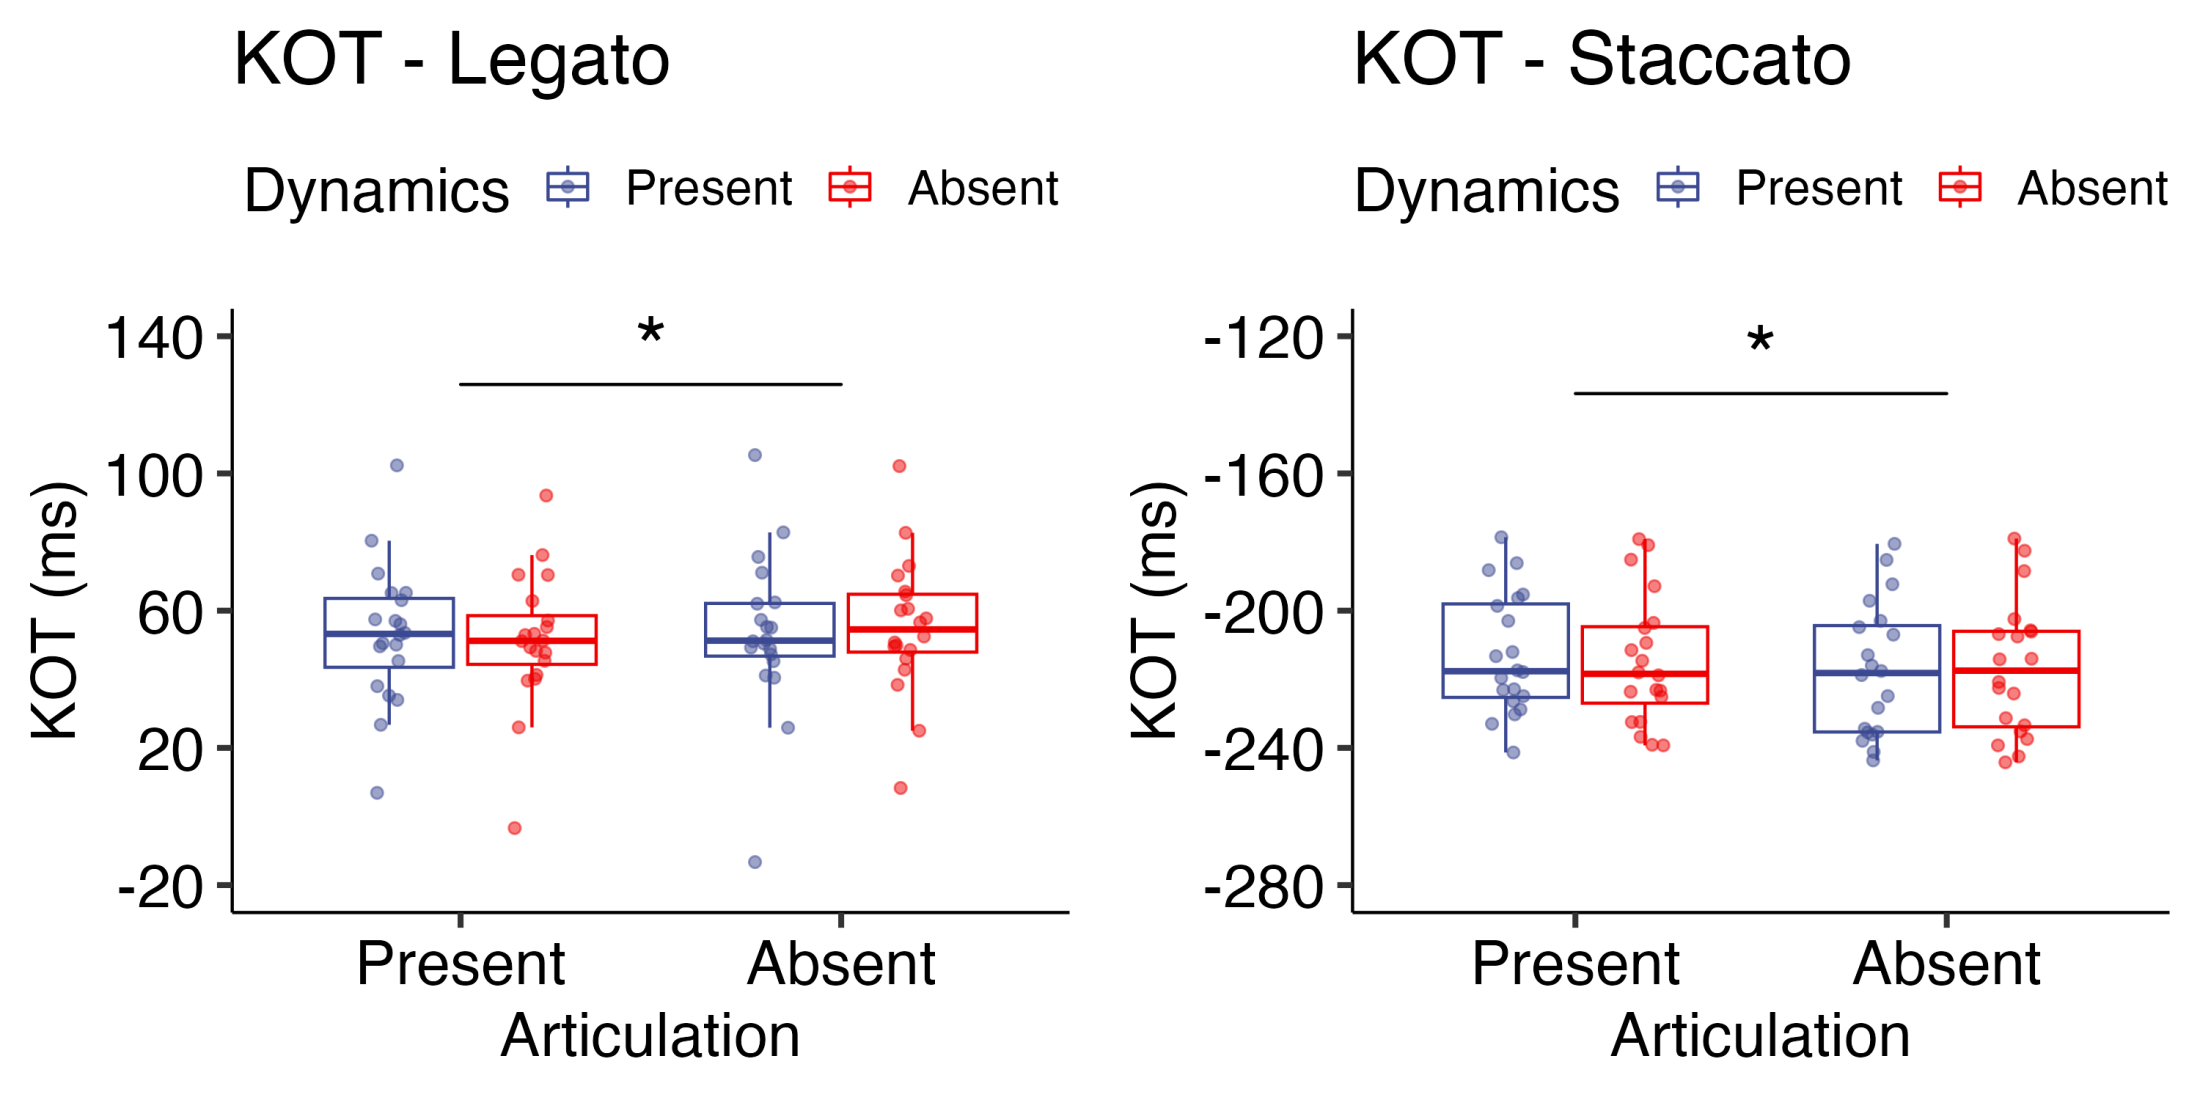 KOT - Legato
Dynamics Present Absent
*
KOT (ms)
140
100
60
20
-20
Present Absent
Articulation
KOT - Staccato
Dynamics Present Absent
*
KOT (ms)
-120
-160
-200
-240
-280
Present Absent
Articulation